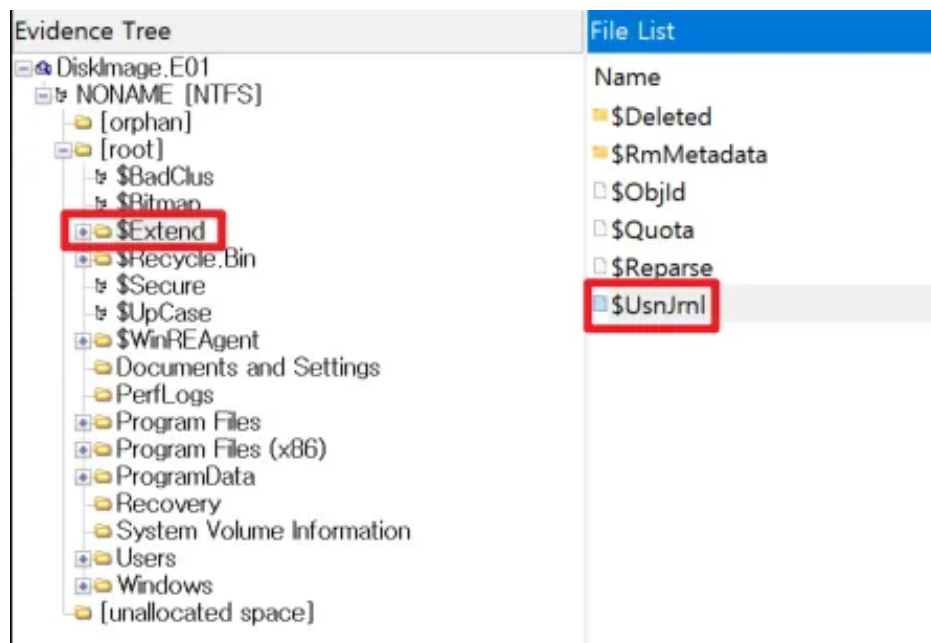 Evidence Tree
DiskImage.E01
NONAME [NTFS]
[orphan]
[root]
$BadClus
$Bitmap
$Extend
$Recycle.Bin
$Secure
$UpCase
$WinREAgent
Documents and Settings
PerfLogs
Program Files
Program Files (x86)
ProgramData
Recovery
System Volume Information
Users
Windows
[unallocated space]
File List
Name
$Deleted
$RmMetadata
$ObjId
$Quota
$Reparse
$UsnJrnl